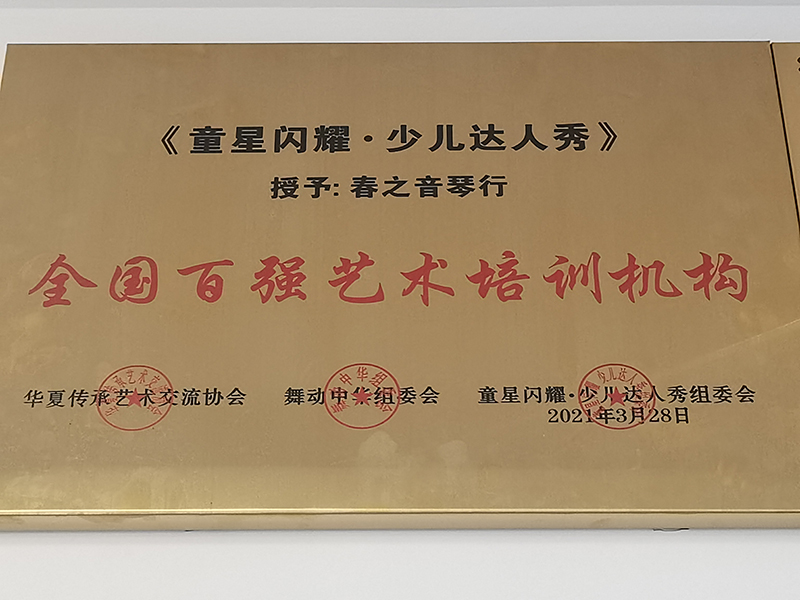 《童星闪耀·少儿达人秀》
授予: 春之音琴行
全国百强艺术培训机构
华夏传承艺术交流协会 舞动中华组委会 童星闪耀·少儿达人秀组委会
2021年3月28日